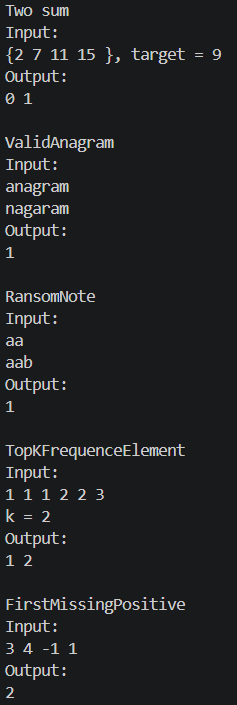 Two sum
Input:
{2 7 11 15 }, target = 9
Output:
0 1
ValidAnagram
Input:
anagram
nagaram
Output:
1
RansomNote
Input:
aa
aab
Output:
1
TopKFrequenceElement
Input:
1 1 1 2 2 3
k = 2
Output:
1 2
FirstMissingPositive
Input:
3 4 -1 1
Output:
2